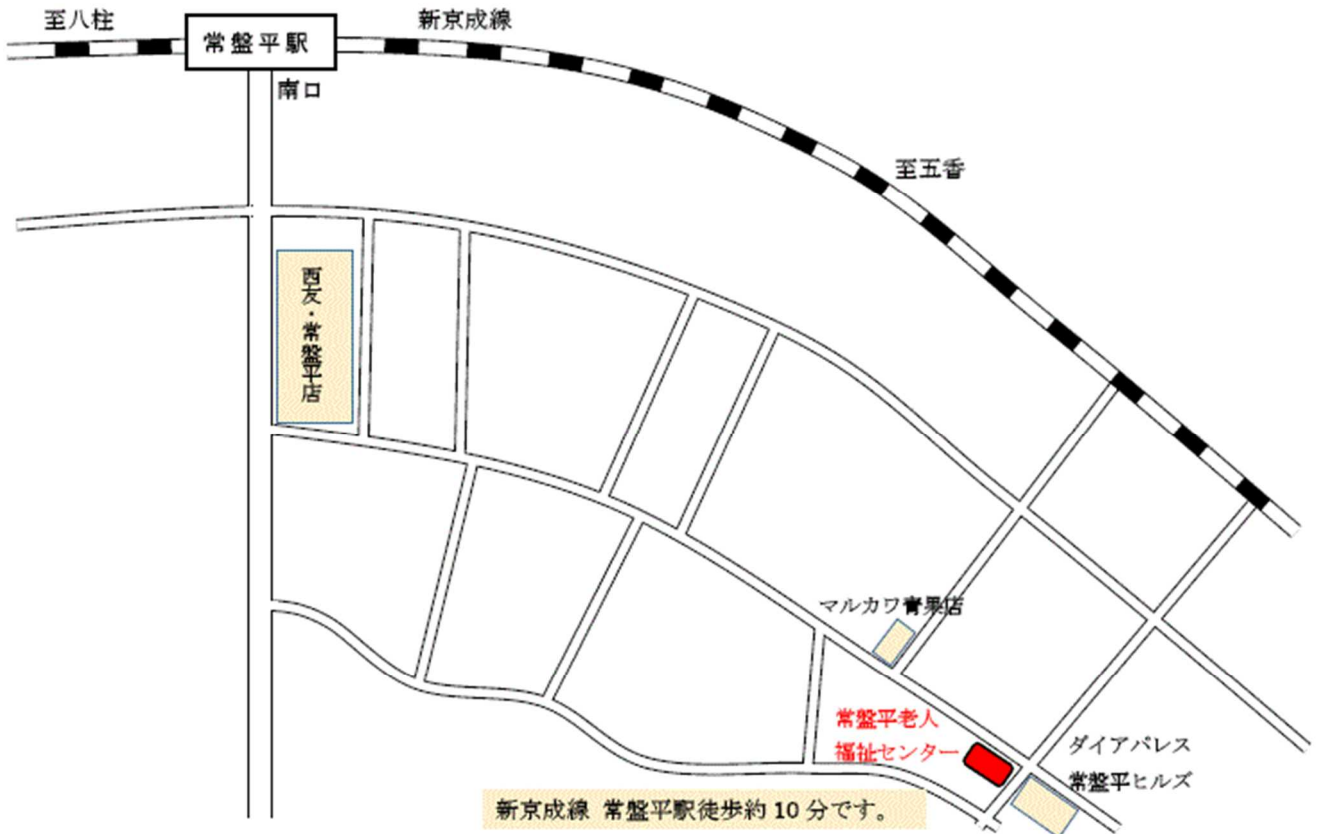 至八柱
新京成線
常盤平駅
南口
至五香
西友・常盤平店
マルカワ青果店
常盤平老人
福祉センター
ダイアパレス
常盤平ヒルズ
新京成線 常盤平駅徒歩約10分です。